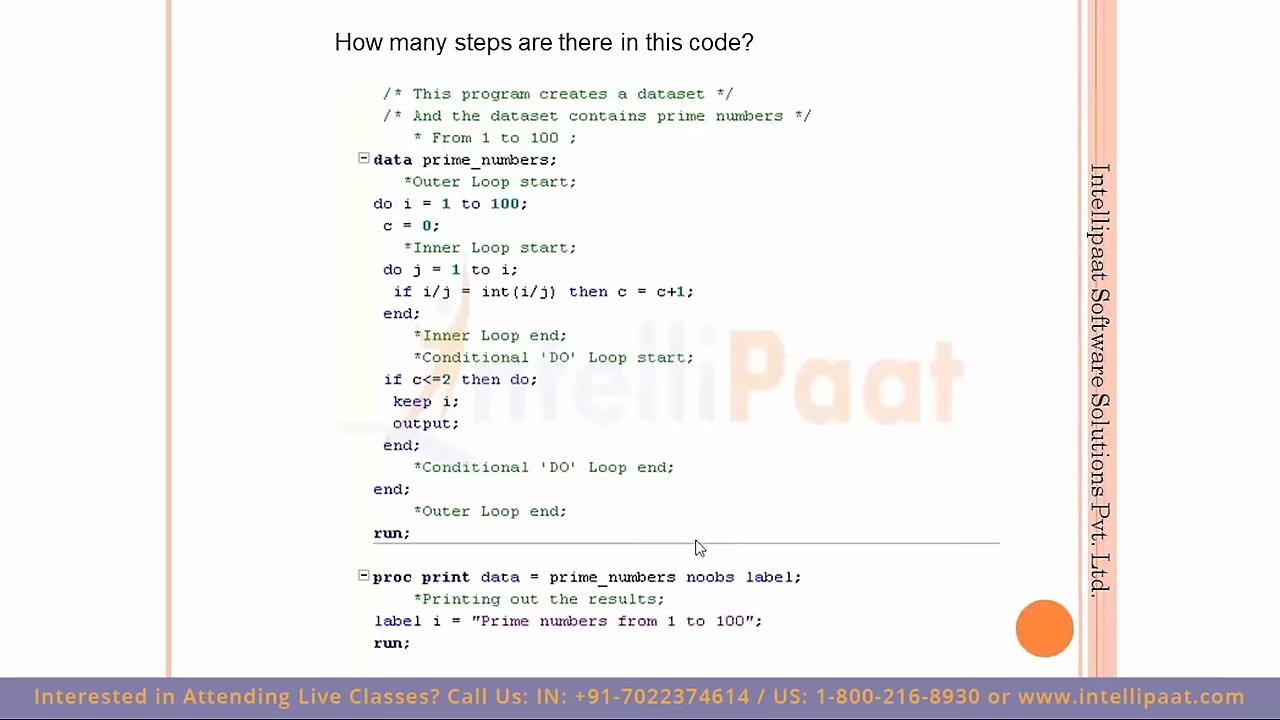 How many steps are there in this code?
/* This program creates a dataset */
/* And the dataset contains prime numbers */
* From 1 to 100 ;
data prime_numbers;
*Outer Loop start;
do i = 1 to 100;
c = 0;
*Inner Loop start;
do j = 1 to i;
if i/j = int(i/j) then c = c+1;
end;
*Inner Loop end;
*Conditional 'DO' Loop start;
if c<=2 then do;
keep i;
output;
end;
*Conditional 'DO' Loop end;
end;
*Outer Loop end;
run;
proc print data = prime_numbers noobs label;
*Printing out the results;
label i = "Prime numbers from 1 to 100";
run;
IntelliPaat
Intellipaat Software Solutions Pvt. Ltd.
Interested in Attending Live Classes? Call Us: IN: +91-7022374614 / US: 1-800-216-8930 or www.intellipaat.com